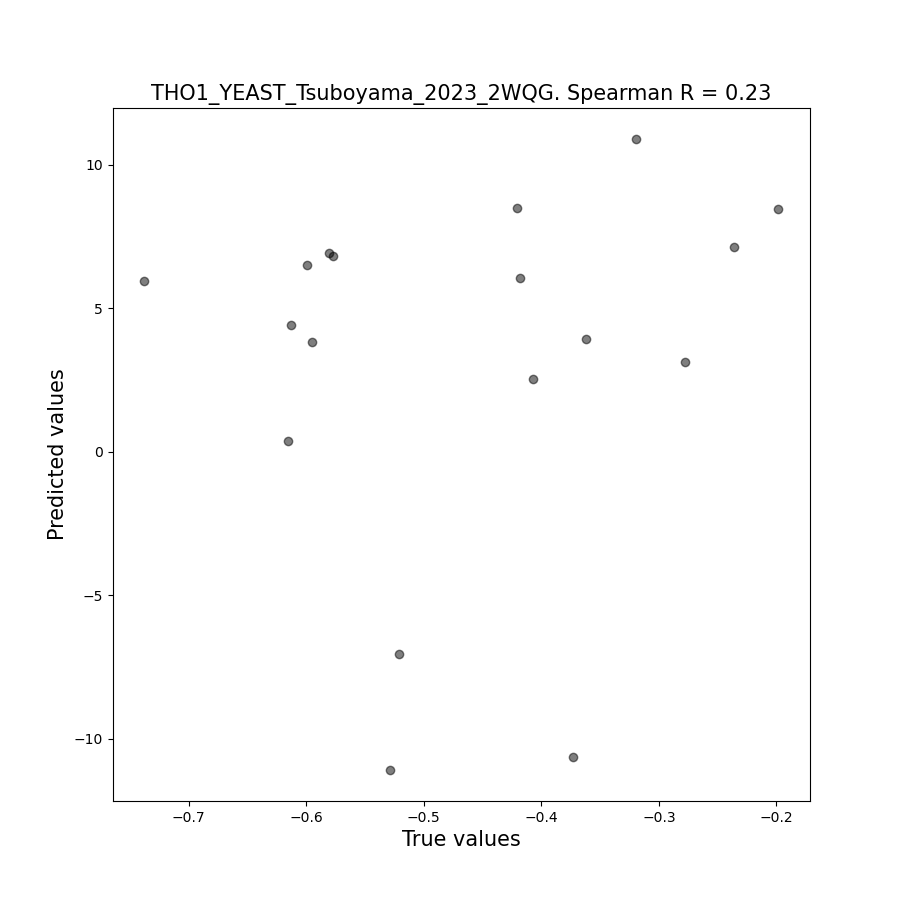 THO1_YEAST_Tsuboyama_2023_2WQG. Spearman R = 0.23
10
5
0
−5
−10
Predicted values
−0.7 −0.6 −0.5 −0.4 −0.3 −0.2
True values